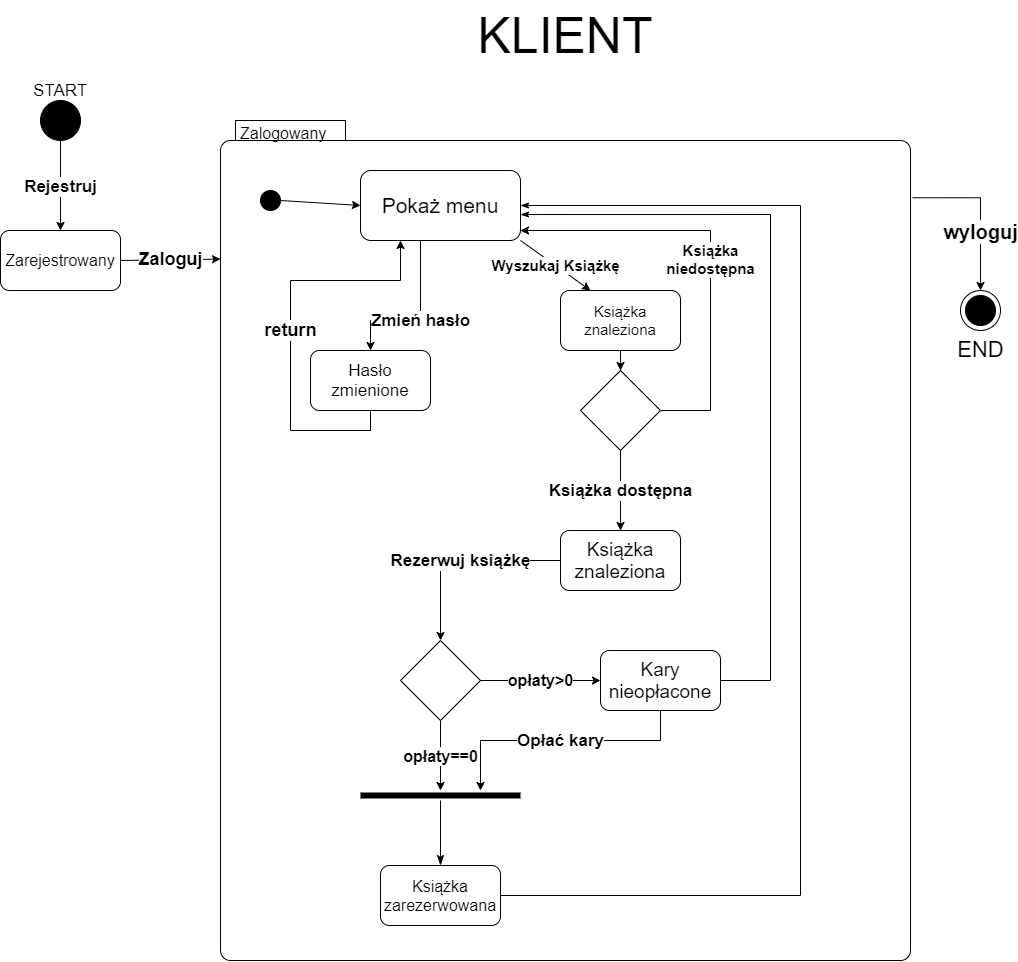 KLIENT
START
Rejestruj
Zarejestrowany
Zaloguj
Zalogowany
Pokaż menu
Wyszukaj Książkę
Książka
niedostępna
wyloguj
END
Książka
znaleziona
Zmień hasło
return
Hasło
zmienione
Książka dostępna
Książka
znaleziona
Rezerwuj książkę
opłaty>0
Kary
nieopłacone
Opłać kary
opłaty==0
Książka
zarezerwowana